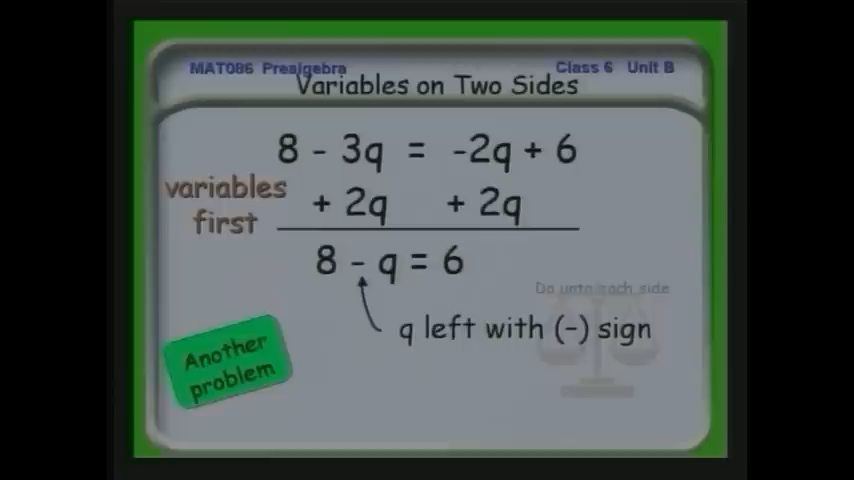 MAT086 Prealgebra
Class 6 Unit B
Variables on Two Sides
8 - 3q = -2q + 6
variables
first
+ 2q + 2q
8 - q = 6
Do unto each side
q left with (-) sign
Another
problem